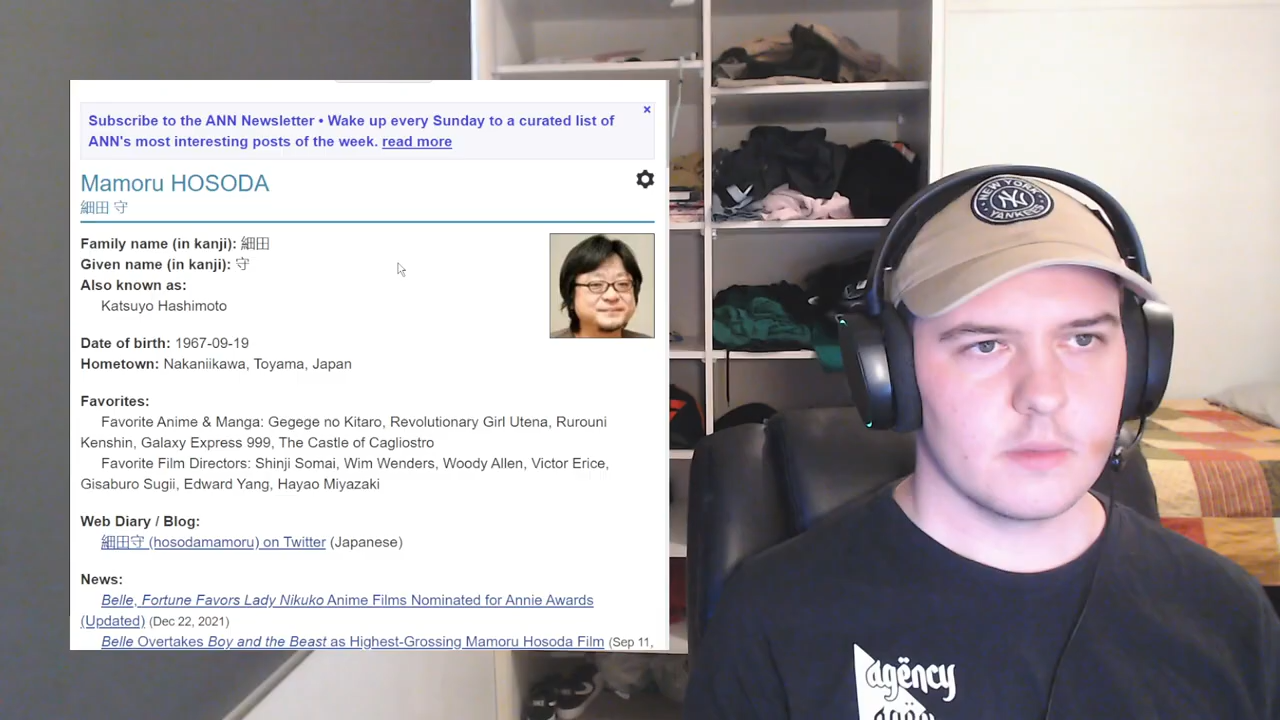 Subscribe to the ANN Newsletter • Wake up every Sunday to a curated list of
ANN's most interesting posts of the week. read more
×
Mamoru HOSODA
細田 守
Family name (in kanji): 細田
Given name (in kanji): 守
Also known as:
Katsuyo Hashimoto
Date of birth: 1967-09-19
Hometown: Nakaniikawa, Toyama, Japan
Favorites:
Favorite Anime & Manga: Gegege no Kitaro, Revolutionary Girl Utena, Rurouni
Kenshin, Galaxy Express 999, The Castle of Cagliostro
Favorite Film Directors: Shinji Somai, Wim Wenders, Woody Allen, Victor Erice,
Gisaburo Sugii, Edward Yang, Hayao Miyazaki
Web Diary / Blog:
細田守 (hosodamamoru) on Twitter (Japanese)
News:
Belle, Fortune Favors Lady Nikuko Anime Films Nominated for Annie Awards
(Updated) (Dec 22, 2021)
Belle Overtakes Boy and the Beast as Highest-Grossing Mamoru Hosoda Film (Sep 11,
NEW YORK
NY
YANKEES
agëncy